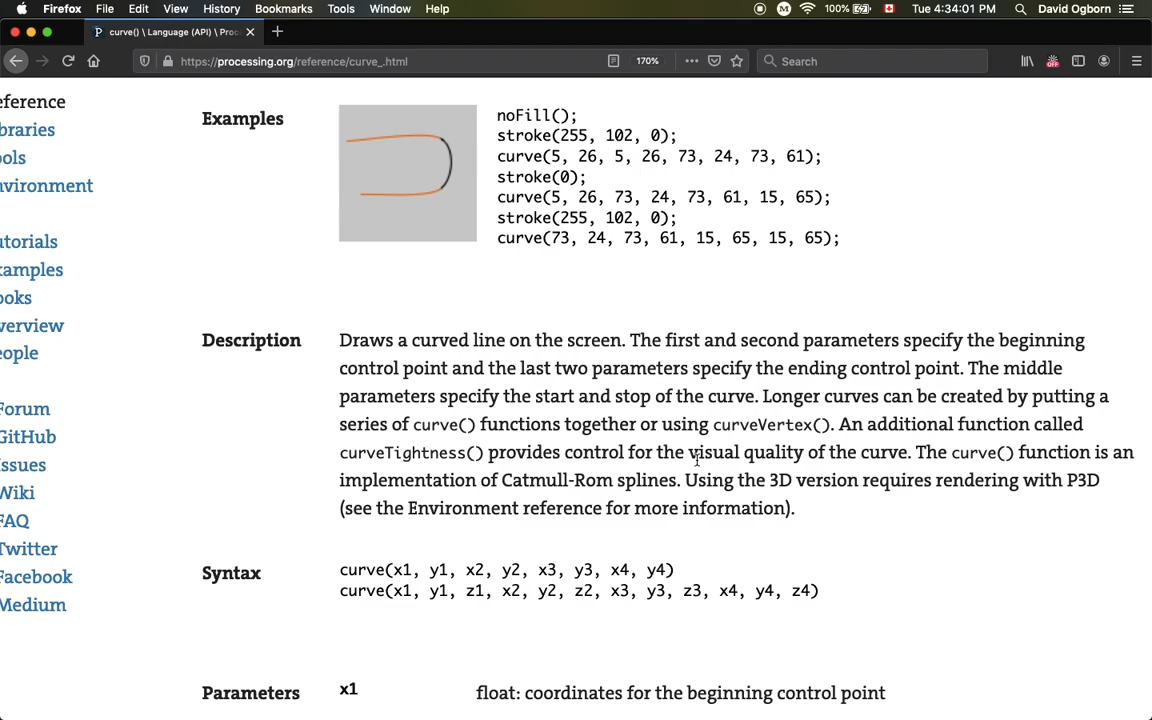 Firefox File Edit View History Bookmarks Tools Window Help 100% Tue 4:34:01 PM David Ogborn
curve() \ Language (API) \ Proc
https://processing.org/reference/curve_.html 170% Search
eference
braries
ols
nvironment
utorials
xamples
ooks
verview
eople
Forum
GitHub
Issues
Wiki
FAQ
Twitter
Facebook
Medium
Examples
noFill();
stroke(255, 102, 0);
curve(5, 26, 5, 26, 73, 24, 73, 61);
stroke(0);
curve(5, 26, 73, 24, 73, 61, 15, 65);
stroke(255, 102, 0);
curve(73, 24, 73, 61, 15, 65, 15, 65);
Description
Draws a curved line on the screen. The first and second parameters specify the beginning
control point and the last two parameters specify the ending control point. The middle
parameters specify the start and stop of the curve. Longer curves can be created by putting a
series of curve() functions together or using curveVertex(). An additional function called
curveTightness() provides control for the visual quality of the curve. The curve() function is an
implementation of Catmull-Rom splines. Using the 3D version requires rendering with P3D
(see the Environment reference for more information).
Syntax
curve(x1, y1, x2, y2, x3, y3, x4, y4)
curve(x1, y1, z1, x2, y2, z2, x3, y3, z3, x4, y4, z4)
Parameters x1 float: coordinates for the beginning control point